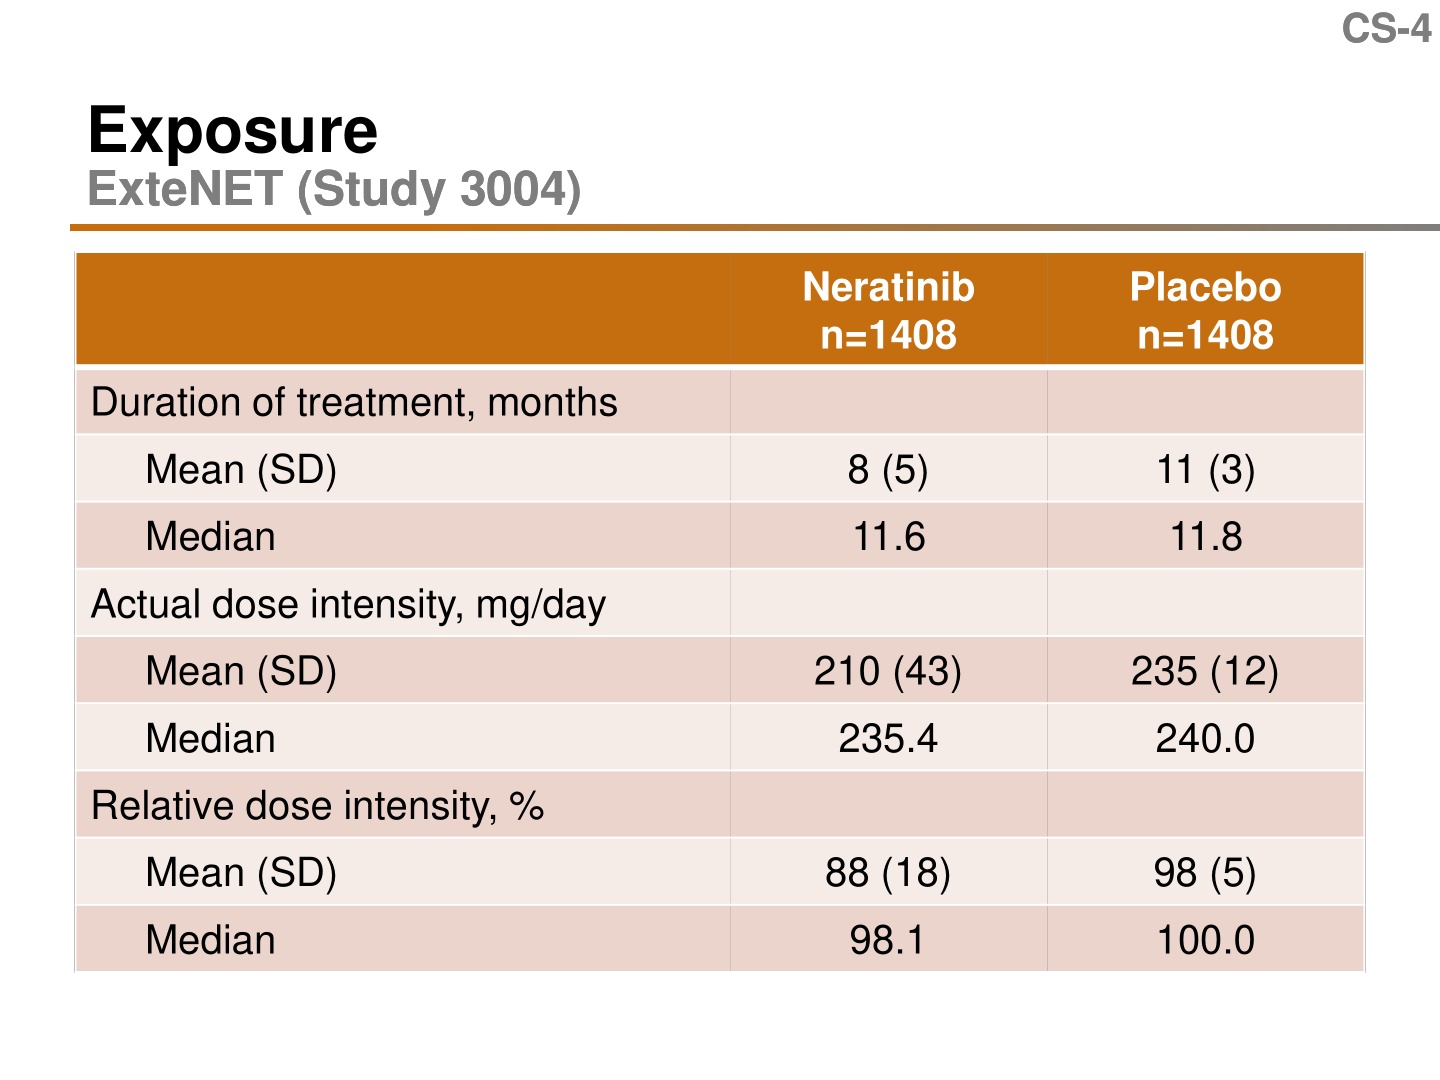 CS-4
Exposure
ExteNET (Study 3004)
Neratinib Placebo
n=1408 n=1408
Duration of treatment, months
Mean (SD) 8 (5) 11 (3)
Median 11.6 11.8
Actual dose intensity, mg/day
Mean (SD) 210 (43) 235 (12)
Median 235.4 240.0
Relative dose intensity, %
Mean (SD) 88 (18) 98 (5)
Median 98.1 100.0